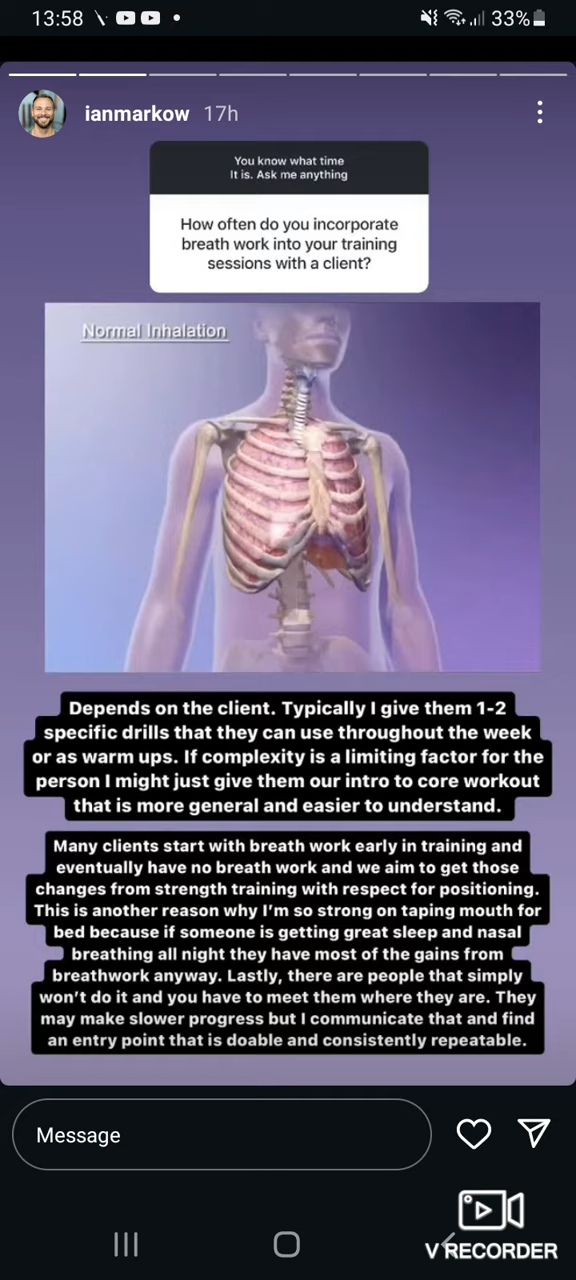 13:58
33%
ianmarkow 17h
You know what time
It is. Ask me anything
How often do you incorporate
breath work into your training
sessions with a client?
Normal Inhalation
Depends on the client. Typically I give them 1-2
specific drills that they can use throughout the week
or as warm ups. If complexity is a limiting factor for the
person I might just give them our intro to core workout
that is more general and easier to understand.
Many clients start with breath work early in training and
eventually have no breath work and we aim to get those
changes from strength training with respect for positioning.
This is another reason why I'm so strong on taping mouth for
bed because if someone is getting great sleep and nasal
breathing all night they have most of the gains from
breathwork anyway. Lastly, there are people that simply
won't do it and you have to meet them where they are. They
may make slower progress but I communicate that and find
an entry point that is doable and consistently repeatable.
Message
V RECORDER